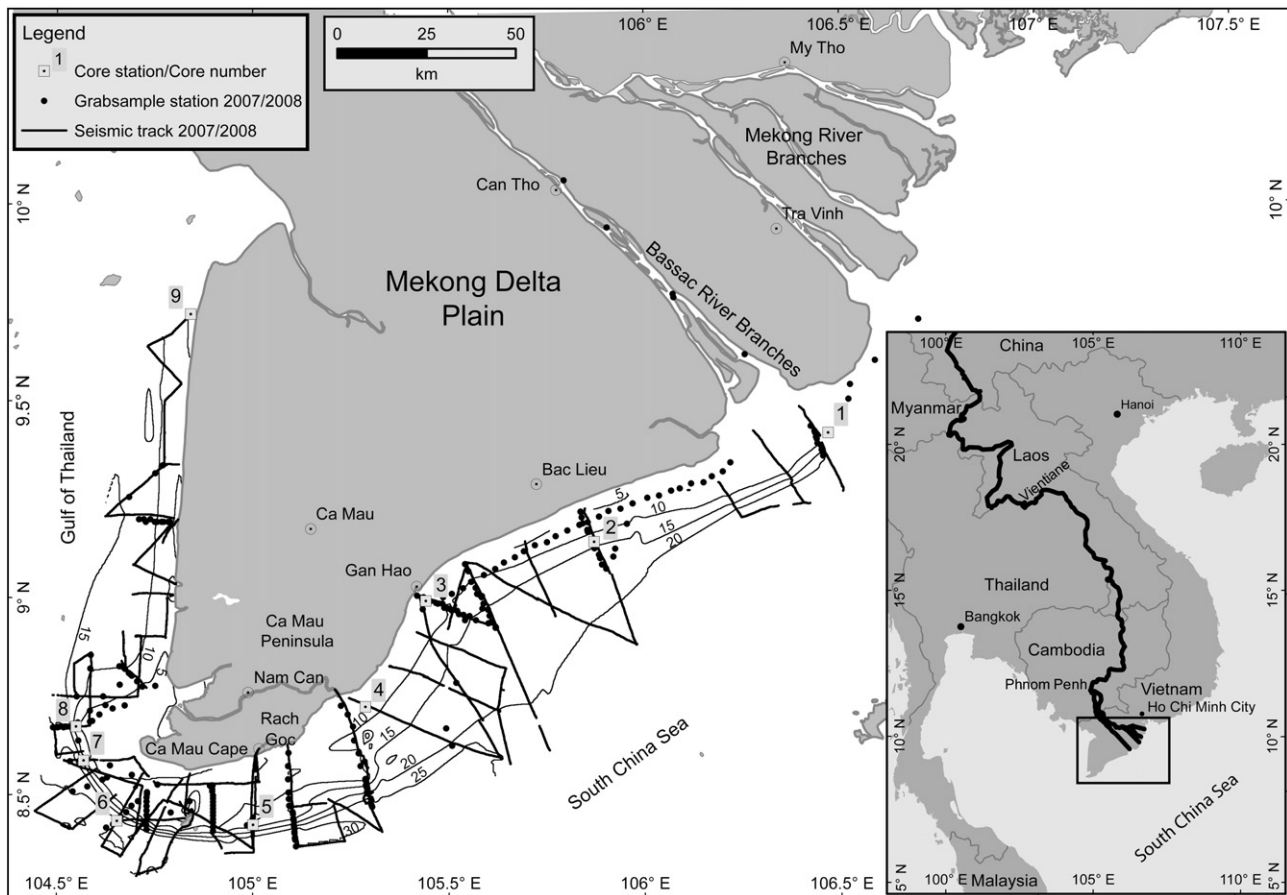 106° E
106.5° E
107° E
107.5° E
Legend
1
Core station/Core number
Grabsample station 2007/2008
Seismic track 2007/2008
0
25
50
km
My Tho
Mekong River
Branches
Can Tho
Tra Vinh
10° N
10° N
Bassac River Branches
Mekong Delta
Plain
9
9.5° N
Gulf of Thailand
1
Bac Lieu
Ca Mau
5
10
15
20
2
Gan Hao
3
9° N
15
10
5
Ca Mau
Peninsula
Nam Can
4
8
7
Rach
Goc
Ca Mau Cape
10
15
20
25
South China Sea
8.5° N
6
5
30
104.5° E
105° E
105.5° E
106° E
106.5° E
100° E
105° E
110° E
China
Myanmar
Hanoi
20° N
20° N
Laos
Vientiane
Thailand
15° N
15° N
Bangkok
Cambodia
Phnom Penh
Vietnam
Ho Chi Minh City
10° N
10° N
South China Sea
5° N
5° N
Malaysia
100° E
105° E
110° E